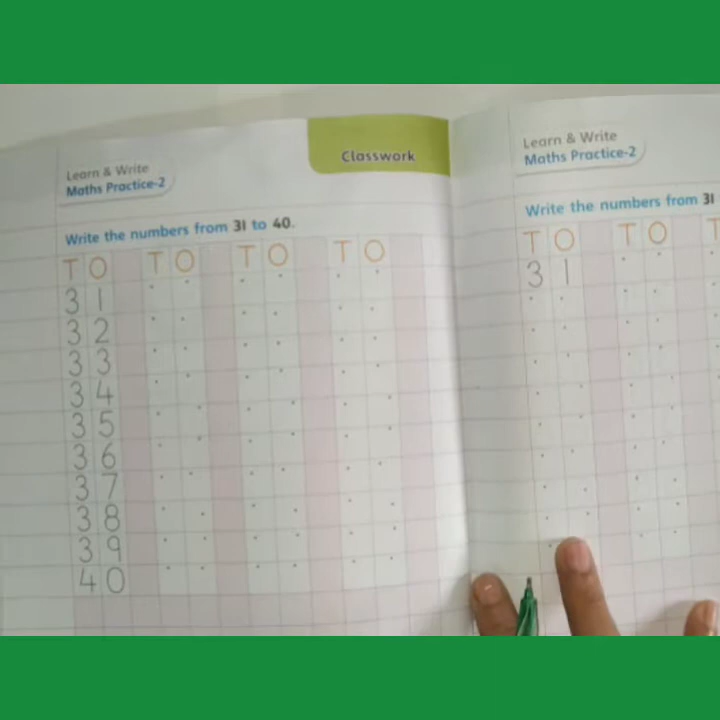 Learn & Write
Maths Practice-2
Classwork
Write the numbers from 31 to 40.
T O T O T O T O
3 1
3 2
3 3
3 4
3 5
3 6
3 7
3 8
3 9
4 0
Learn & Write
Maths Practice-2
Write the numbers from 31
T O T O T
3 1